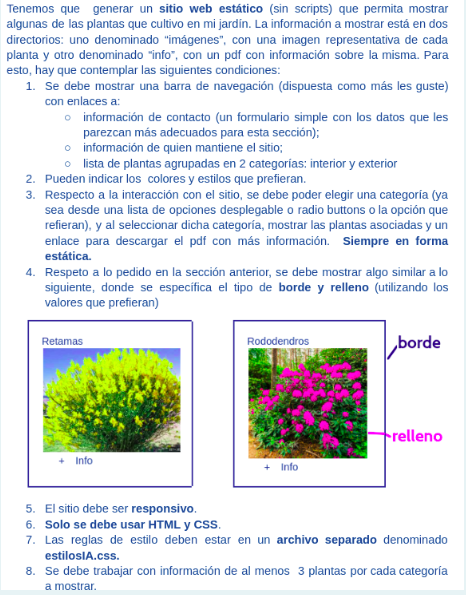 Tenemos que generar un sitio web estático (sin scripts) que permita mostrar
algunas de las plantas que cultivo en mi jardín. La información a mostrar está en dos
directorios: uno denominado “imágenes”, con una imagen representativa de cada
planta y otro denominado “info”, con un pdf con información sobre la misma. Para
esto, hay que contemplar las siguientes condiciones:
1. Se debe mostrar una barra de navegación (dispuesta como más les guste)
con enlaces a:
○ información de contacto (un formulario simple con los datos que les
parezcan más adecuados para esta sección);
○ información de quien mantiene el sitio;
○ lista de plantas agrupadas en 2 categorías: interior y exterior
2. Pueden indicar los colores y estilos que prefieran.
3. Respecto a la interacción con el sitio, se debe poder elegir una categoría (ya
sea desde una lista de opciones desplegable o radio buttons o la opción que
refieran), y al seleccionar dicha categoría, mostrar las plantas asociadas y un
enlace para descargar el pdf con más información. Siempre en forma
estática.
4. Respeto a lo pedido en la sección anterior, se debe mostrar algo similar a lo
siguiente, donde se especifica el tipo de borde y relleno (utilizando los
valores que prefieran)
Retamas
+ Info
Rododendros
+ Info
borde
relleno
5. El sitio debe ser responsivo.
6. Solo se debe usar HTML y CSS.
7. Las reglas de estilo deben estar en un archivo separado denominado
estilosIA.css.
8. Se debe trabajar con información de al menos 3 plantas por cada categoría
a mostrar.